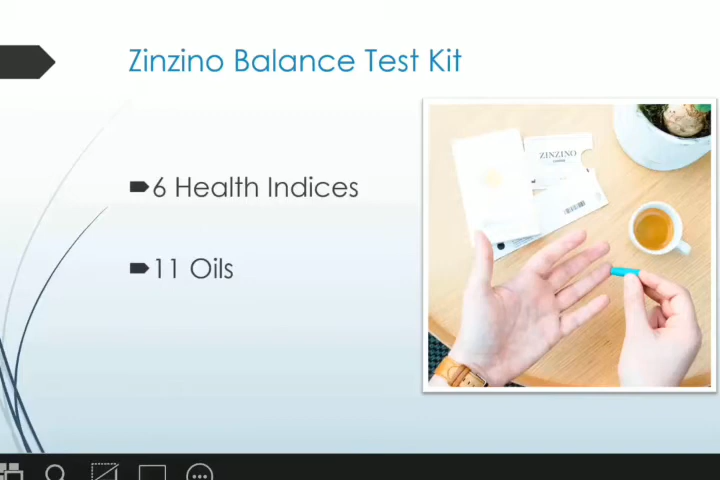 Zinzino Balance Test Kit
6 Health Indices
11 Oils
ZINZINO